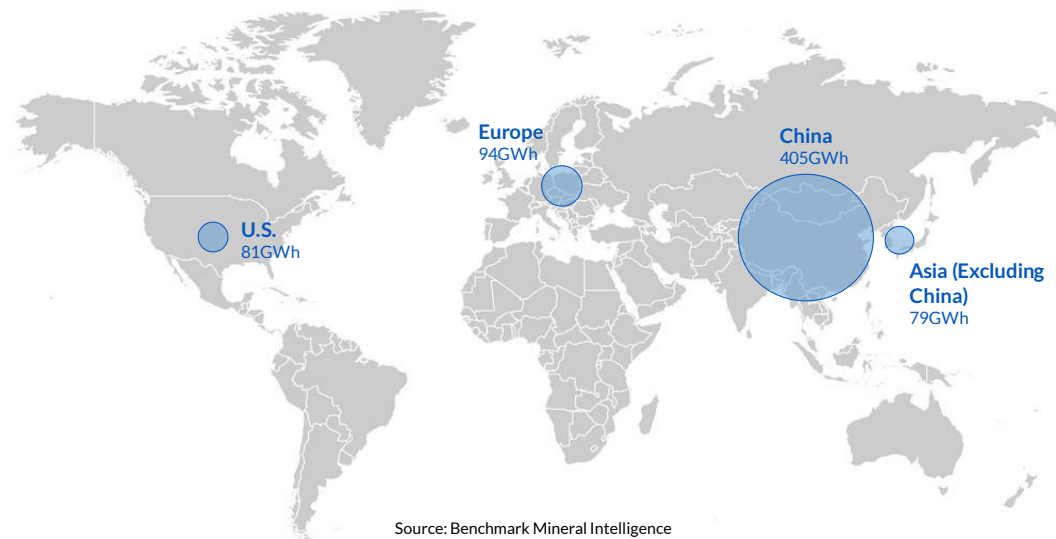 Europe
94GWh
China
405GWh
U.S.
81GWh
Asia (Excluding
China)
79GWh
Source: Benchmark Mineral Intelligence